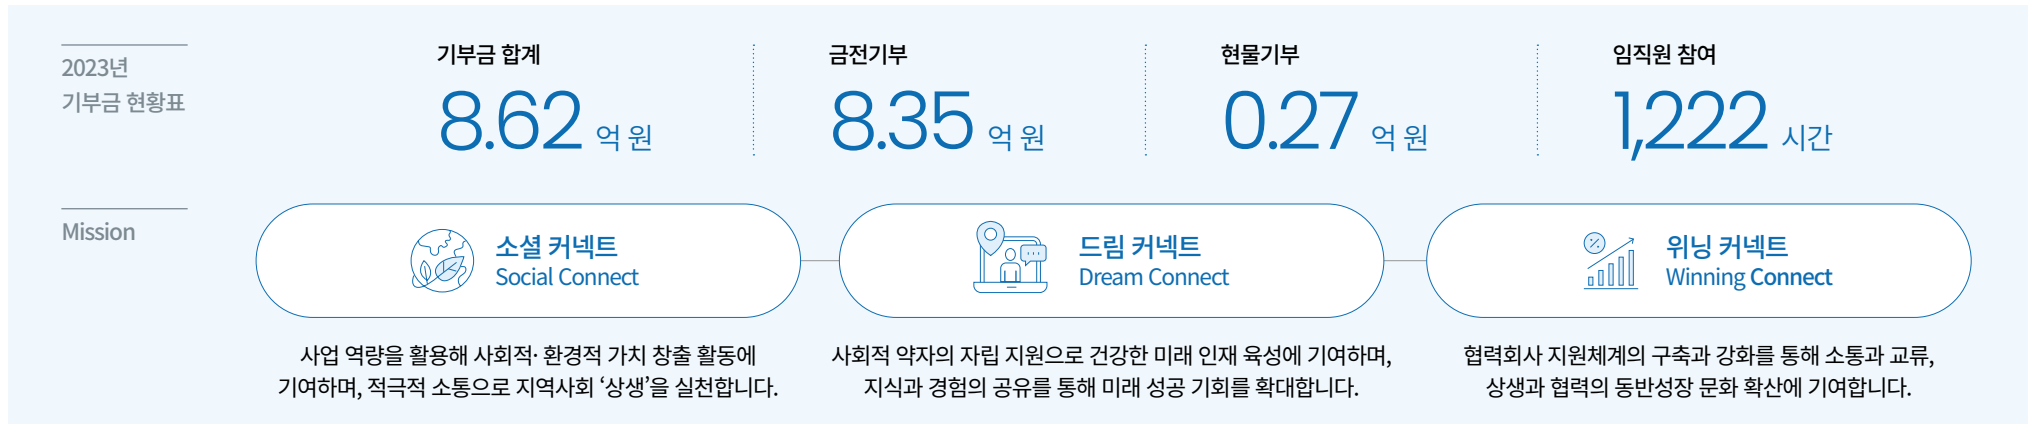 2023년
기부금 현황표
기부금 합계
8.62 억 원
금전기부
8.35 억 원
현물기부
0.27 억 원
임직원 참여
1,222 시간
Mission
소셜 커넥트
Social Connect
사업 역량을 활용해 사회적· 환경적 가치 창출 활동에
기여하며, 적극적 소통으로 지역사회 ‘상생’을 실천합니다.
드림 커넥트
Dream Connect
사회적 약자의 자립 지원으로 건강한 미래 인재 육성에 기여하며,
지식과 경험의 공유를 통해 미래 성공 기회를 확대합니다.
위닝 커넥트
Winning Connect
협력회사 지원체계의 구축과 강화를 통해 소통과 교류,
상생과 협력의 동반성장 문화 확산에 기여합니다.